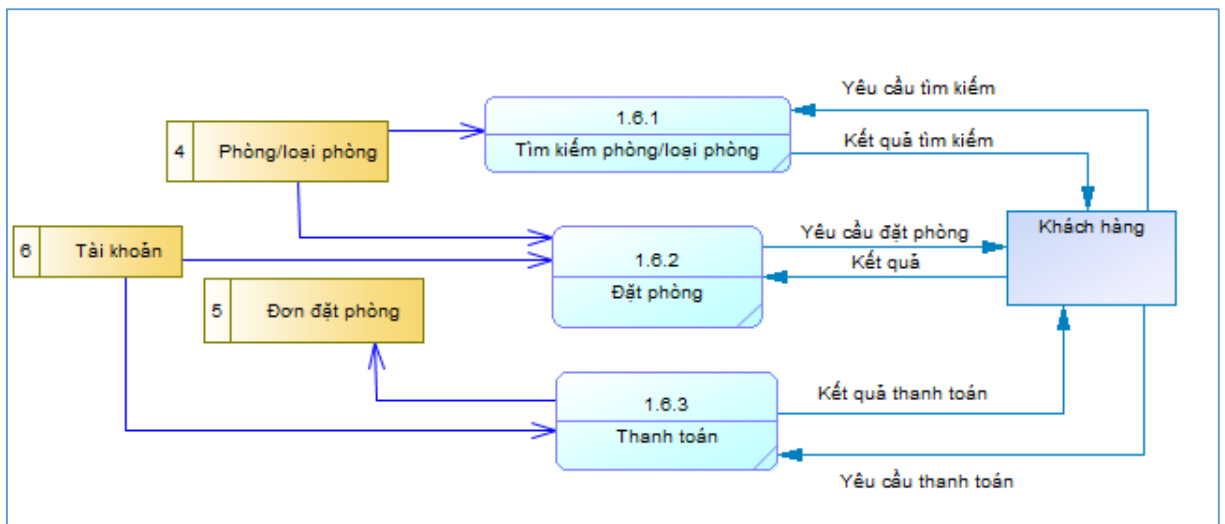 Yêu cầu tìm kiếm
1.6.1
4 Phòng/loại phòng
Tìm kiếm phòng/loại phòng
Kết quả tìm kiếm
Khách hàng
Yêu cầu đặt phòng
6 Tài khoản
1.6.2
Kết quả
Đặt phòng
5 Đơn đặt phòng
Kết quả thanh toán
1.6.3
Thanh toán
Yêu cầu thanh toán